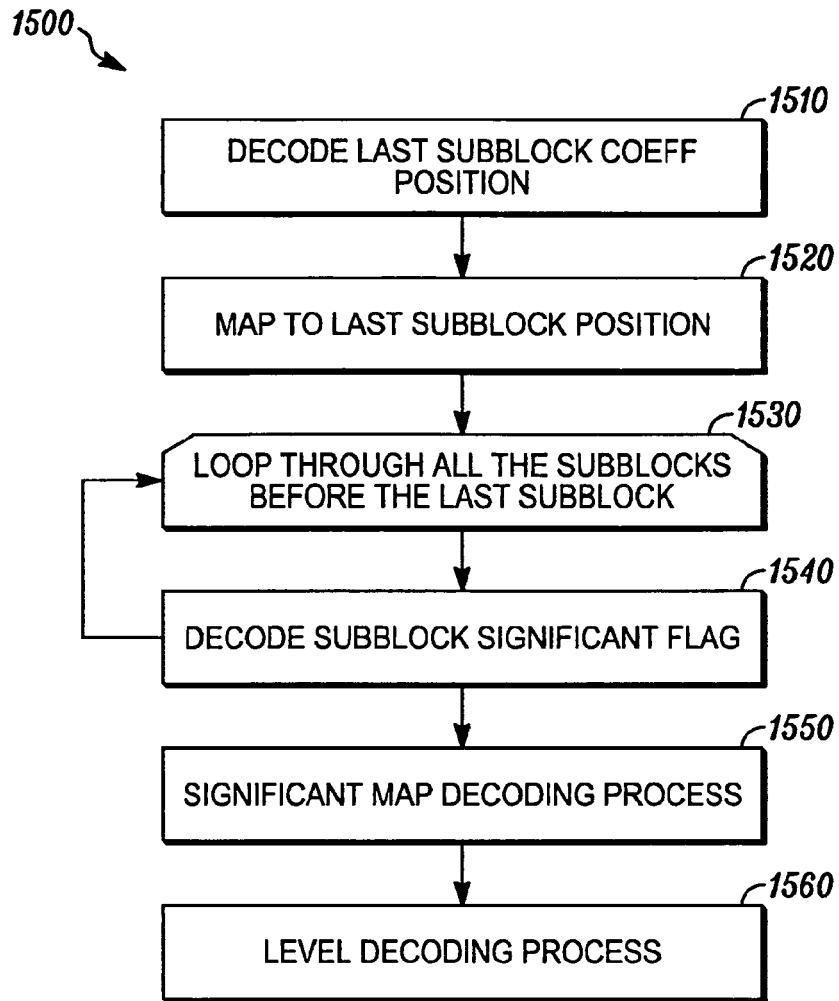 1500
1510
DECODE LAST SUBBLOCK COEFF
POSITION
1520
MAP TO LAST SUBBLOCK POSITION
1530
LOOP THROUGH ALL THE SUBBLOCKS
BEFORE THE LAST SUBBLOCK
1540
DECODE SUBBLOCK SIGNIFICANT FLAG
1550
SIGNIFICANT MAP DECODING PROCESS
1560
LEVEL DECODING PROCESS